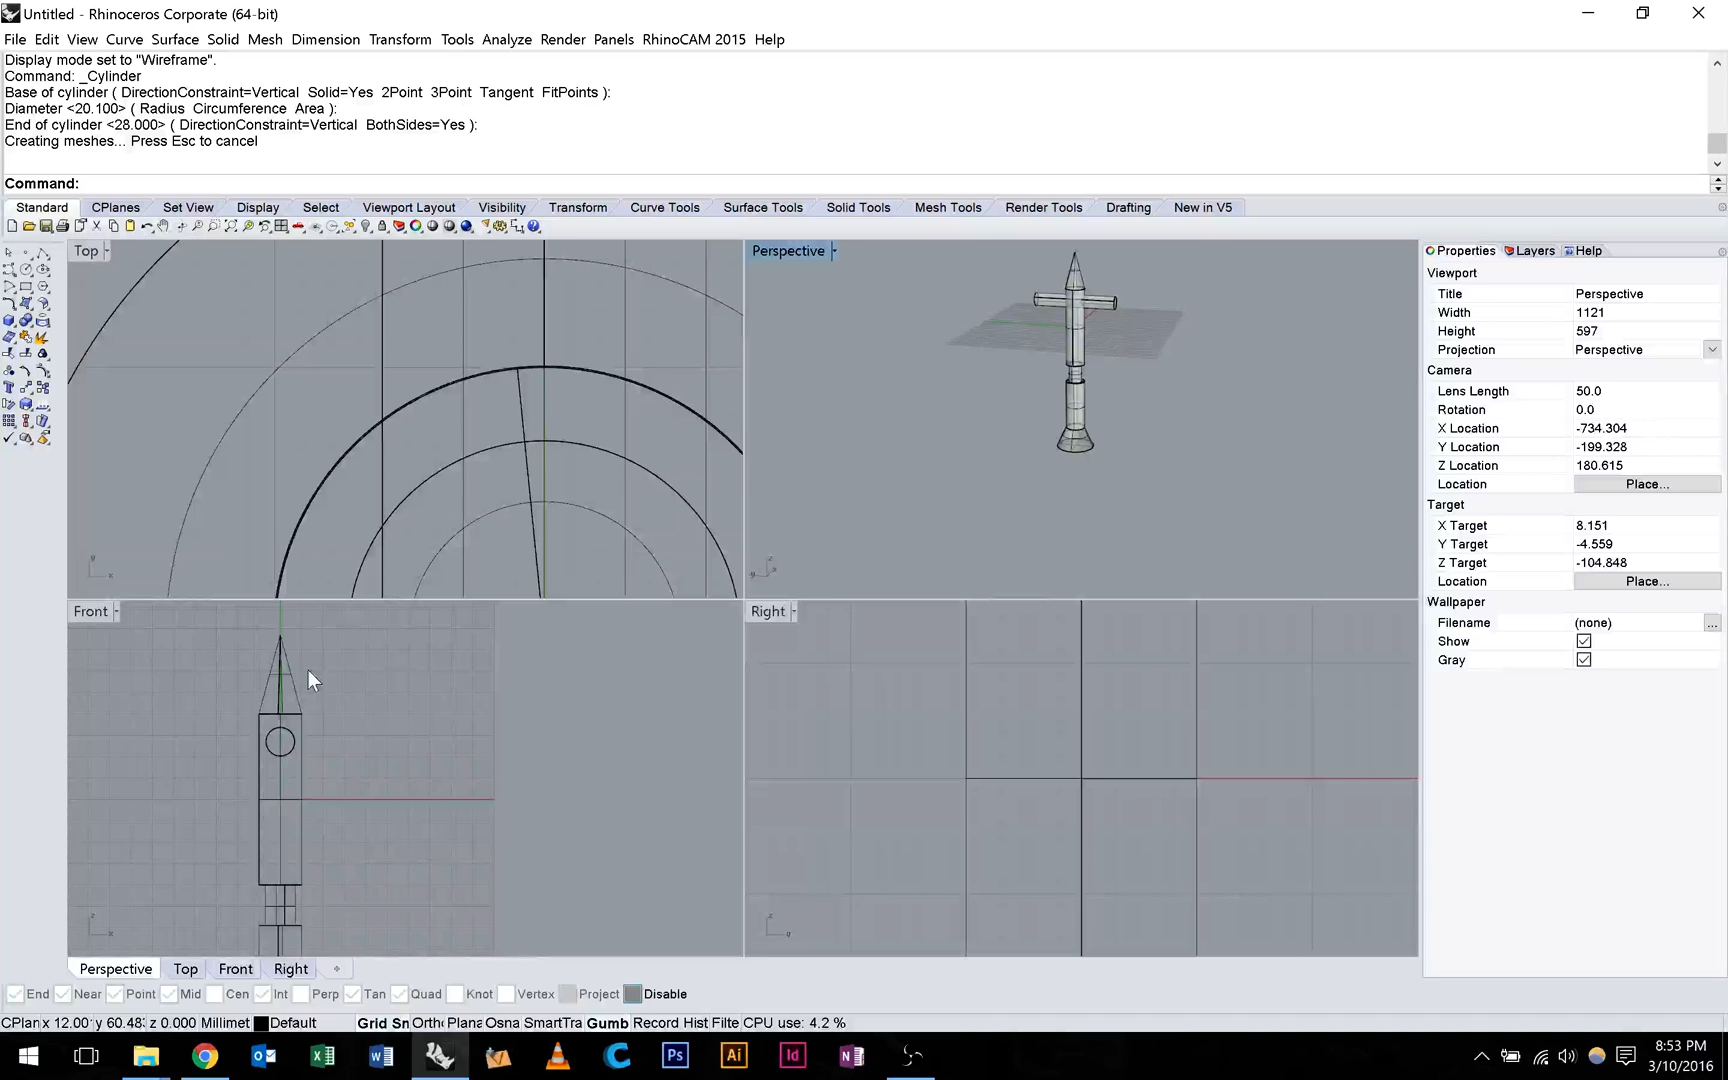 Untitled - Rhinoceros Corporate (64-bit)
File Edit View Curve Surface Solid Mesh Dimension Transform Tools Analyze Render Panels RhinoCAM 2015 Help
Display mode set to "Wireframe".
Command: _Cylinder
Base of cylinder ( DirectionConstraint=Vertical Solid=Yes 2Point 3Point Tangent FitPoints ):
Diameter <20.100> ( Radius Circumference Area ):
End of cylinder <28.000> ( DirectionConstraint=Vertical BothSides=Yes ):
Creating meshes... Press Esc to cancel
Command:
Standard CPlanes Set View Display Select Viewport Layout Visibility Transform Curve Tools Surface Tools Solid Tools Mesh Tools Render Tools Drafting New in V5
Top
Perspective
Front
Right
Properties Layers Help
Viewport
Title Perspective
Width 1121
Height 597
Projection Perspective
Camera
Lens Length 50.0
Rotation 0.0
X Location -734.304
Y Location -199.328
Z Location 180.615
Location Place...
Target
X Target 8.151
Y Target -4.559
Z Target -104.848
Location Place...
Wallpaper
Filename (none) ...
Show
Gray
Perspective Top Front Right
End Near Point Mid Cen Int Perp Tan Quad Knot Vertex Project Disable
CPlan x 12.00 y 60.48 z 0.000 Millimet Default Grid Sn Orth Plana Osna SmartTra Gumb Record Hist Filte CPU use: 4.2 %
8:53 PM
3/10/2016